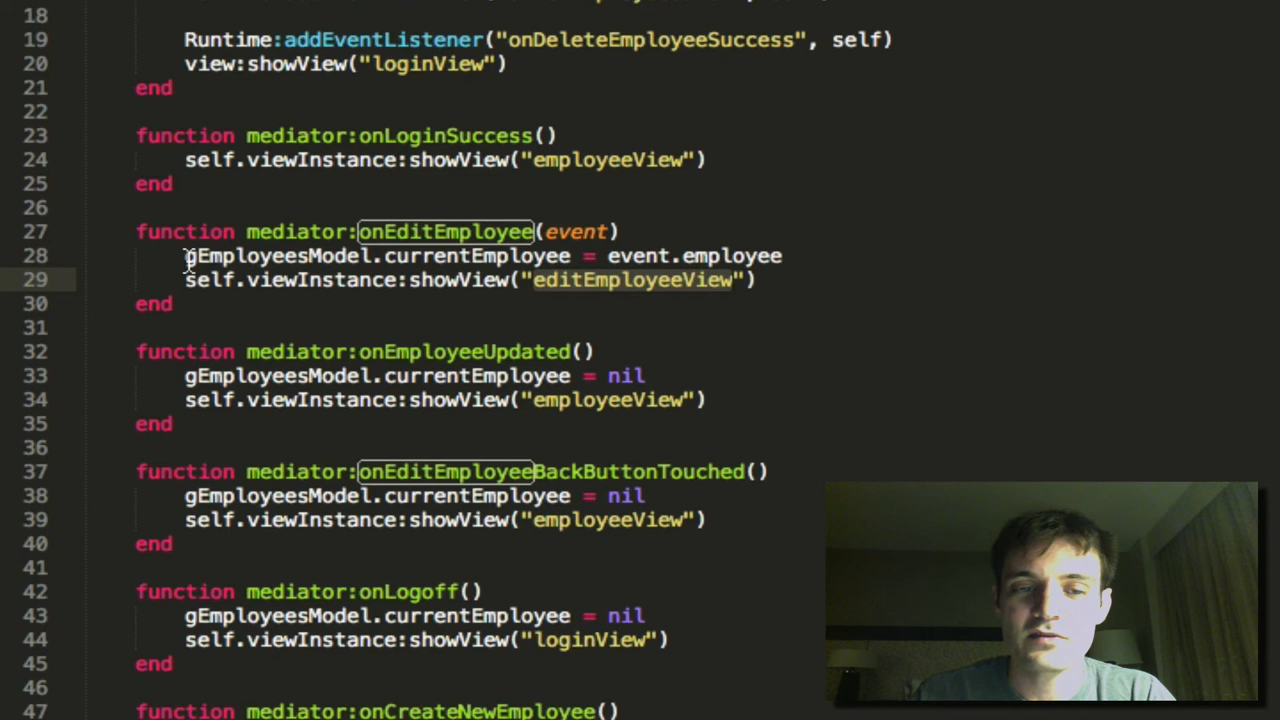 18
19 Runtime:addEventListener("onDeleteEmployeeSuccess", self)
20 view:showView("loginView")
21 end
22
23 function mediator:onLoginSuccess()
24 self.viewInstance:showView("employeeView")
25 end
26
27 function mediator:onEditEmployee(event)
28 gEmployeesModel.currentEmployee = event.employee
29 self.viewInstance:showView("editEmployeeView")
30 end
31
32 function mediator:onEmployeeUpdated()
33 gEmployeesModel.currentEmployee = nil
34 self.viewInstance:showView("employeeView")
35 end
36
37 function mediator:onEditEmployeeBackButtonTouched()
38 gEmployeesModel.currentEmployee = nil
39 self.viewInstance:showView("employeeView")
40 end
41
42 function mediator:onLogoff()
43 gEmployeesModel.currentEmployee = nil
44 self.viewInstance:showView("loginView")
45 end
46
47 function mediator:onCreateNewEmployee()